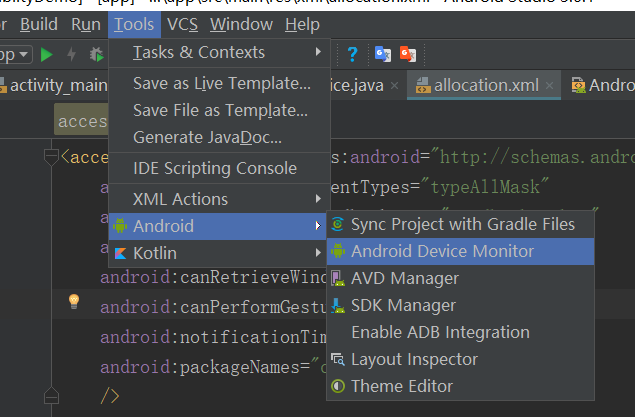 Build Run Tools VCS Window Help
Tasks & Contexts
Save as Live Template...
Save File as Template...
Generate JavaDoc...
IDE Scripting Console
XML Actions
Android
Kotlin
Sync Project with Gradle Files
Android Device Monitor
AVD Manager
SDK Manager
Enable ADB Integration
Layout Inspector
Theme Editor
activity_main
ice.java
allocation.xml
Andro
acces
<acce
s:android="http://schemas.andro
entTypes="typeAllMask"
android:canRetrieveWind
android:canPerformGestu
android:notificationTim
android:packageNames="c
/>